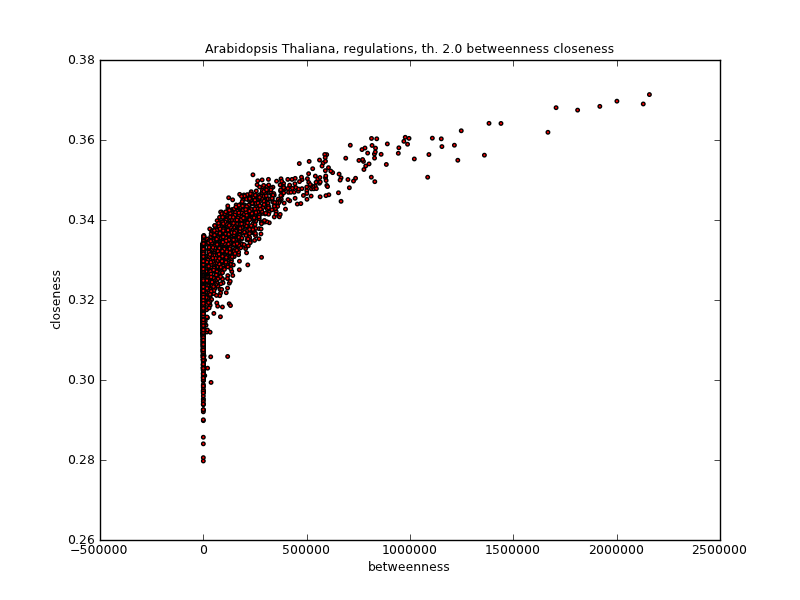 Arabidopsis Thaliana, regulations, th. 2.0 betweenness closeness
0.38
0.36
0.34
0.32
0.30
0.28
0.26
closeness
−500000 0 500000 1000000 1500000 2000000 2500000
betweenness